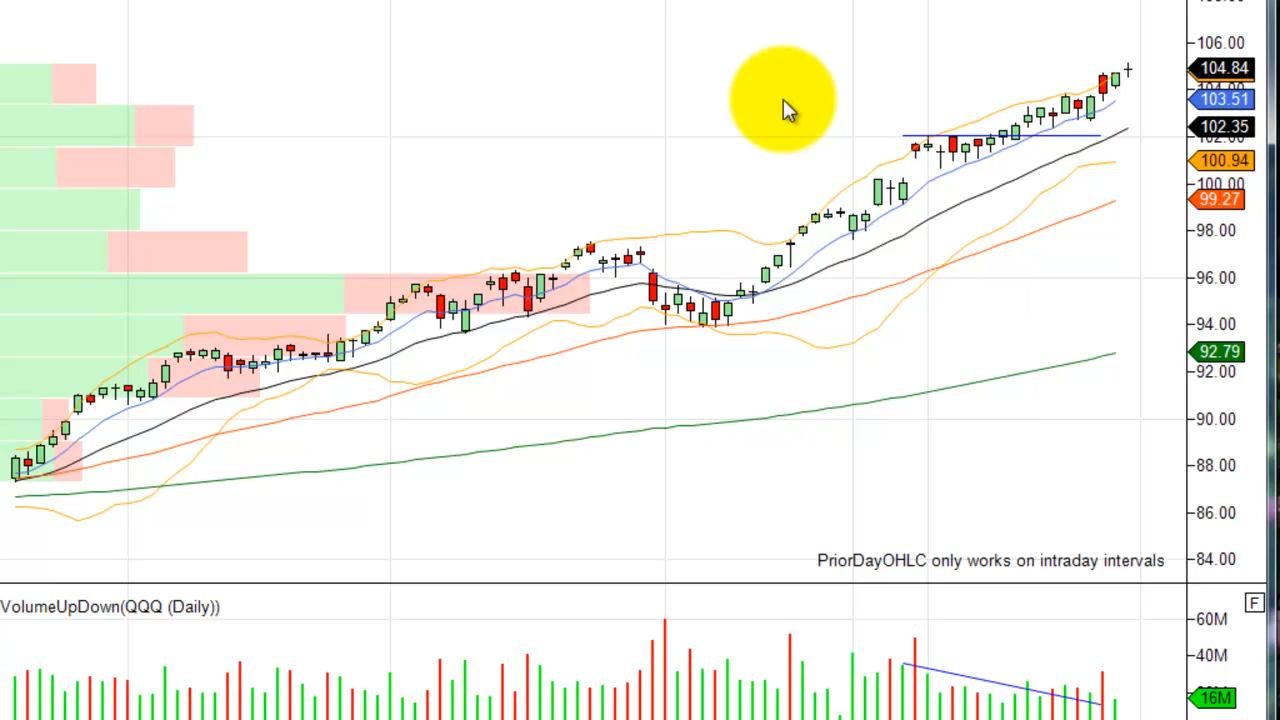 106.00
104.84
103.51
102.35
102.00
100.94
100.00
99.27
98.00
96.00
94.00
92.79
92.00
90.00
88.00
86.00
84.00
PriorDayOHLC only works on intraday intervals
VolumeUpDown(QQQ (Daily))
F
60M
40M
16M